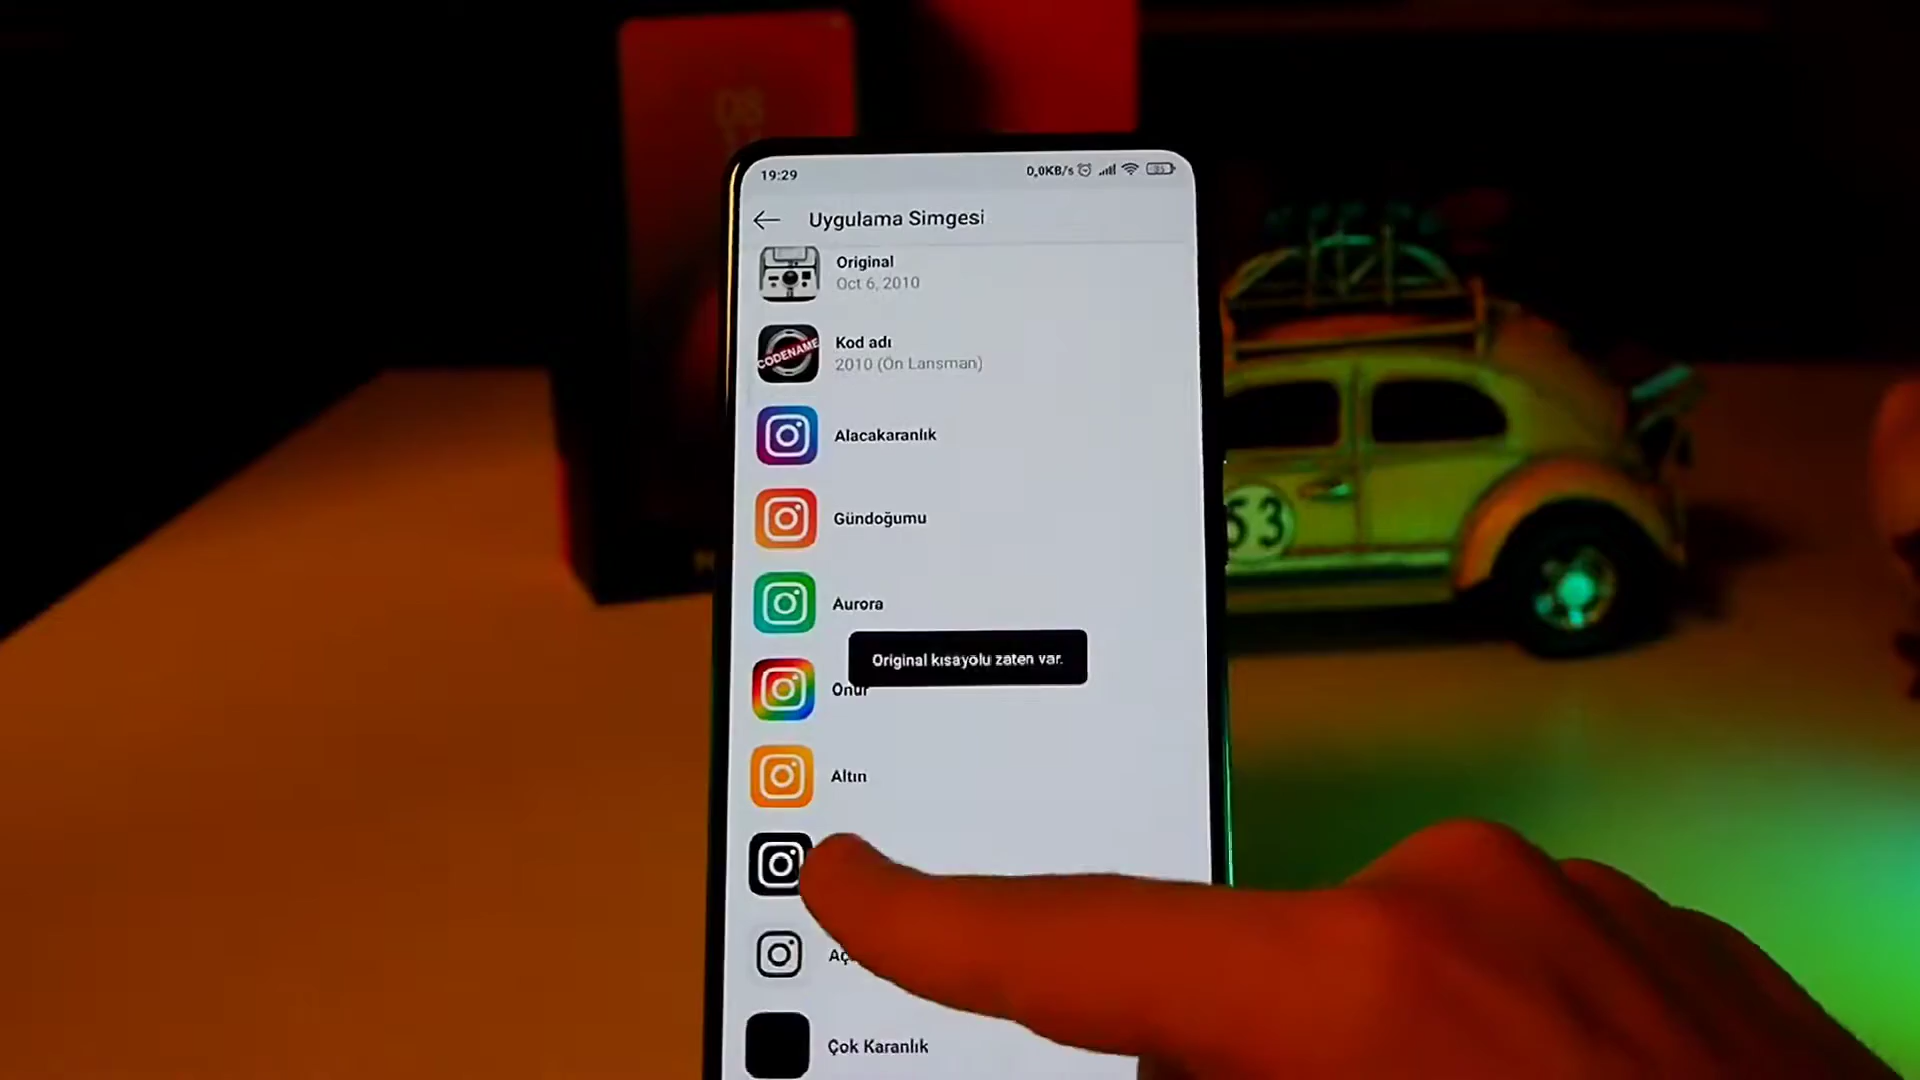 19:29
0,0KB/s
Uygulama Simgesi
Original
Oct 6, 2010
CODENAME
Kod adı
2010 (Ön Lansman)
Alacakaranlık
Gündoğumu
Aurora
Original kısayolu zaten var.
Onur
Altın
Çok Karanlık
53